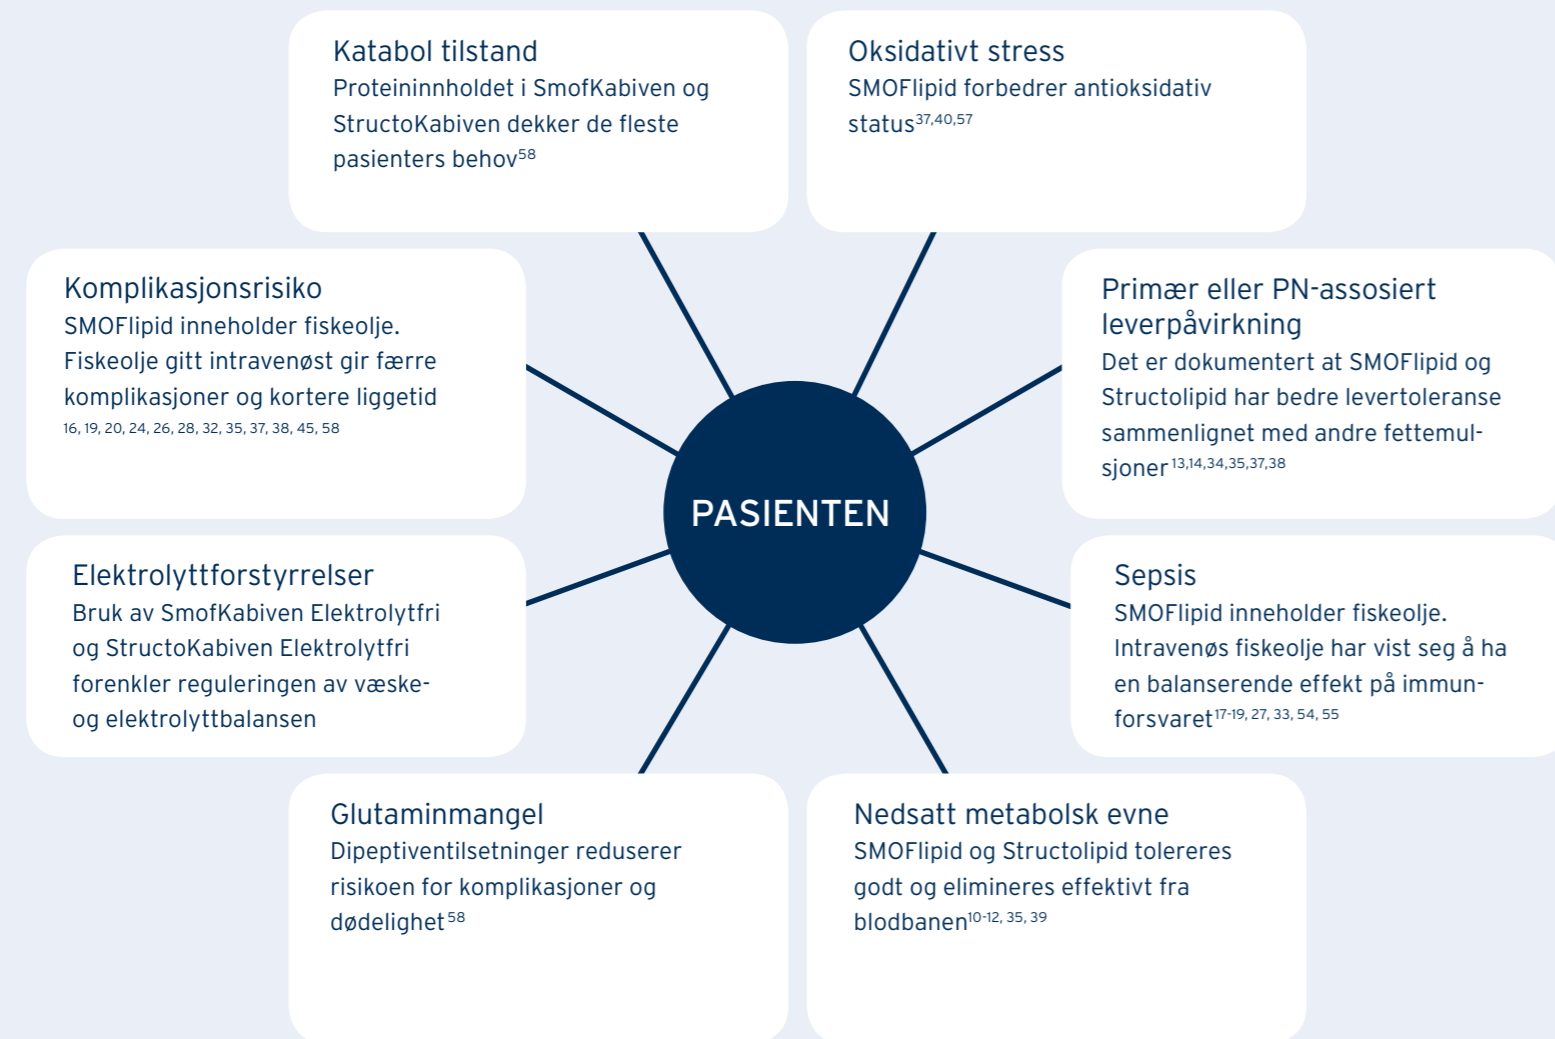 Katabol tilstand
Proteininnholdet i SmofKabiven og
StructoKabiven dekker de fleste
pasienters behov58
Oksidativt stress
SMOFlipid forbedrer antioksidativ
status37,40,57
Komplikasjonsrisiko
SMOFlipid inneholder fiskeolje.
Fiskeolje gitt intravenøst gir færre
komplikasjoner og kortere liggetid
16, 19, 20, 24, 26, 28, 32, 35, 37, 38, 45, 58
Primær eller PN-assosiert
leverpåvirkning
Det er dokumentert at SMOFlipid og
Structolipid har bedre levertoleranse
sammenlignet med andre fettemul-
sjoner13,14,34,35,37,38
PASIENTEN
Elektrolyttforstyrrelser
Bruk av SmofKabiven Elektrolytfri
og StructoKabiven Elektrolytfri
forenkler reguleringen av væske-
og elektrolyttbalansen
Sepsis
SMOFlipid inneholder fiskeolje.
Intravenøs fiskeolje har vist seg å ha
en balanserende effekt på immun-
forsvaret17-19, 27, 33, 54, 55
Glutaminmangel
Dipeptiventilsetninger reduserer
risikoen for komplikasjoner og
dødelighet58
Nedsatt metabolsk evne
SMOFlipid og Structolipid tolereres
godt og elimineres effektivt fra
blodbanen10-12, 35, 39